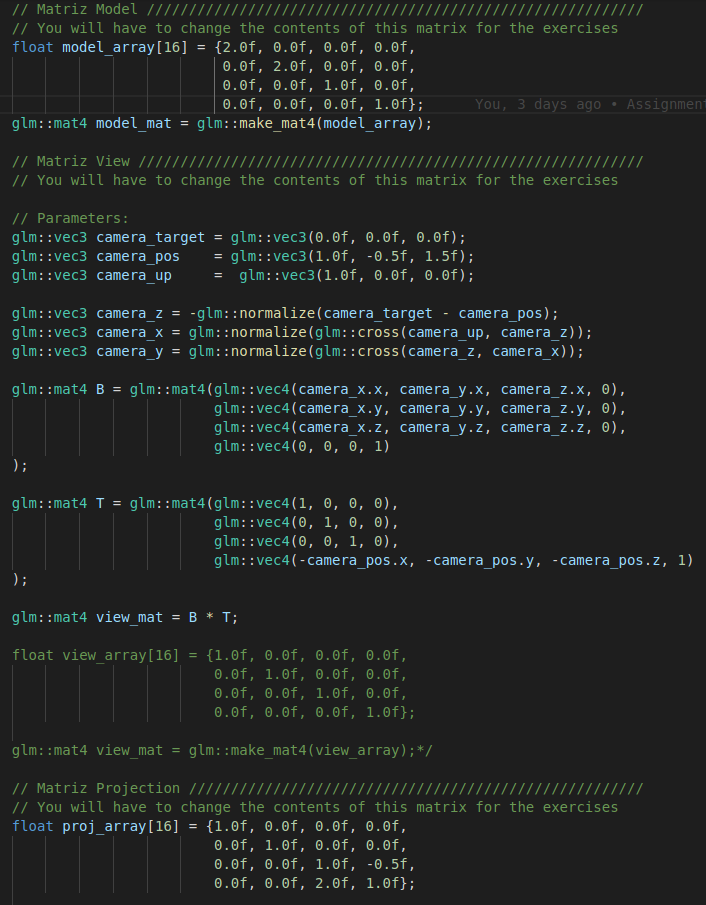 // Matriz Model ///////////////////////////////////////////////////////////
// You will have to change the contents of this matrix for the exercises
float model_array[16] = {2.0f, 0.0f, 0.0f, 0.0f,
                         0.0f, 2.0f, 0.0f, 0.0f,
                         0.0f, 0.0f, 1.0f, 0.0f,
                         0.0f, 0.0f, 0.0f, 1.0f};      You, 3 days ago • Assignment
glm::mat4 model_mat = glm::make_mat4(model_array);

// Matriz View ////////////////////////////////////////////////////////////
// You will have to change the contents of this matrix for the exercises

// Parameters:
glm::vec3 camera_target = glm::vec3(0.0f, 0.0f, 0.0f);
glm::vec3 camera_pos    = glm::vec3(1.0f, -0.5f, 1.5f);
glm::vec3 camera_up     =  glm::vec3(1.0f, 0.0f, 0.0f);

glm::vec3 camera_z = -glm::normalize(camera_target - camera_pos);
glm::vec3 camera_x = glm::normalize(glm::cross(camera_up, camera_z));
glm::vec3 camera_y = glm::normalize(glm::cross(camera_z, camera_x));

glm::mat4 B = glm::mat4(glm::vec4(camera_x.x, camera_y.x, camera_z.x, 0),
                        glm::vec4(camera_x.y, camera_y.y, camera_z.y, 0),
                        glm::vec4(camera_x.z, camera_y.z, camera_z.z, 0),
                        glm::vec4(0, 0, 0, 1)
);

glm::mat4 T = glm::mat4(glm::vec4(1, 0, 0, 0),
                        glm::vec4(0, 1, 0, 0),
                        glm::vec4(0, 0, 1, 0),
                        glm::vec4(-camera_pos.x, -camera_pos.y, -camera_pos.z, 1)
);

glm::mat4 view_mat = B * T;

float view_array[16] = {1.0f, 0.0f, 0.0f, 0.0f,
                        0.0f, 1.0f, 0.0f, 0.0f,
                        0.0f, 0.0f, 1.0f, 0.0f,
                        0.0f, 0.0f, 0.0f, 1.0f};

glm::mat4 view_mat = glm::make_mat4(view_array);*/

// Matriz Projection //////////////////////////////////////////////////////
// You will have to change the contents of this matrix for the exercises
float proj_array[16] = {1.0f, 0.0f, 0.0f, 0.0f,
                        0.0f, 1.0f, 0.0f, 0.0f,
                        0.0f, 0.0f, 1.0f, -0.5f,
                        0.0f, 0.0f, 2.0f, 1.0f};